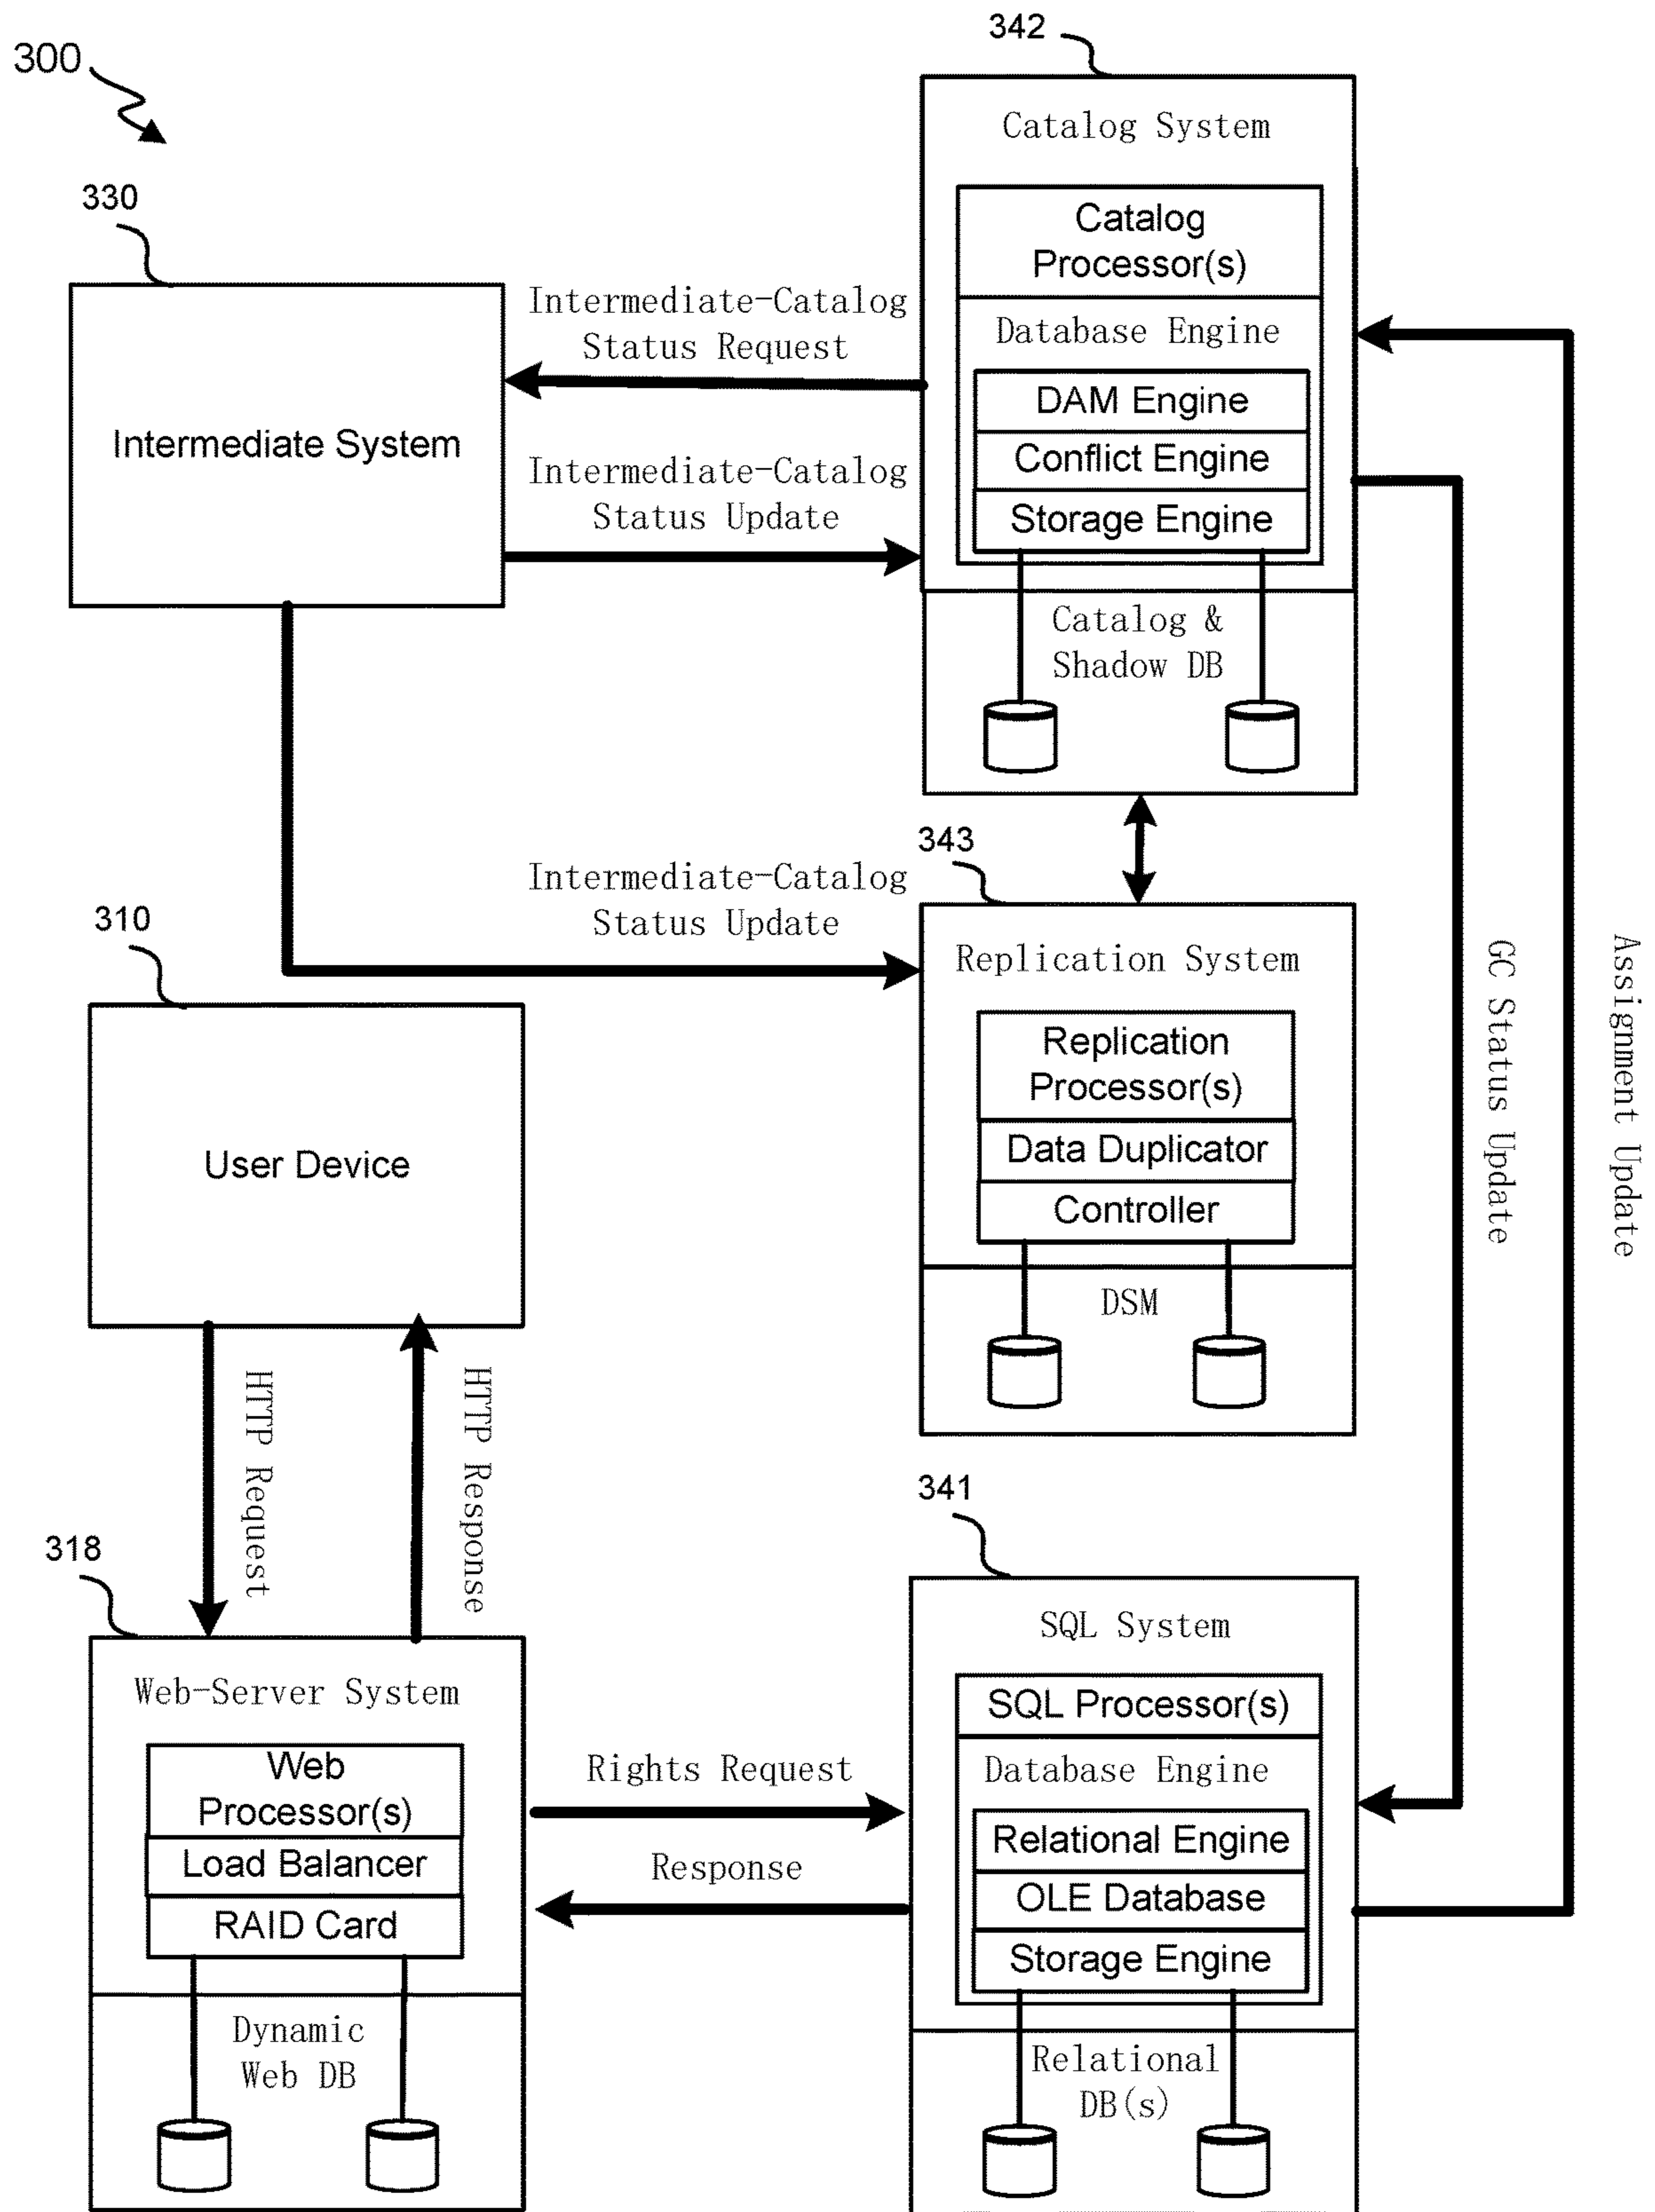 300
342
Catalog System
Catalog
Processor(s)
Database Engine
DAM Engine
Conflict Engine
Storage Engine
Catalog &
Shadow DB
330
Intermediate System
Intermediate-Catalog
Status Request
Intermediate-Catalog
Status Update
Intermediate-Catalog
Status Update
343
Replication System
Replication
Processor(s)
Data Duplicator
Controller
DSM
GC Status Update
Assignment Update
310
User Device
HTTP Request
HTTP Response
318
Web-Server System
Web
Processor(s)
Load Balancer
RAID Card
Dynamic
Web DB
Rights Request
Response
341
SQL System
SQL Processor(s)
Database Engine
Relational Engine
OLE Database
Storage Engine
Relational
DB(s)